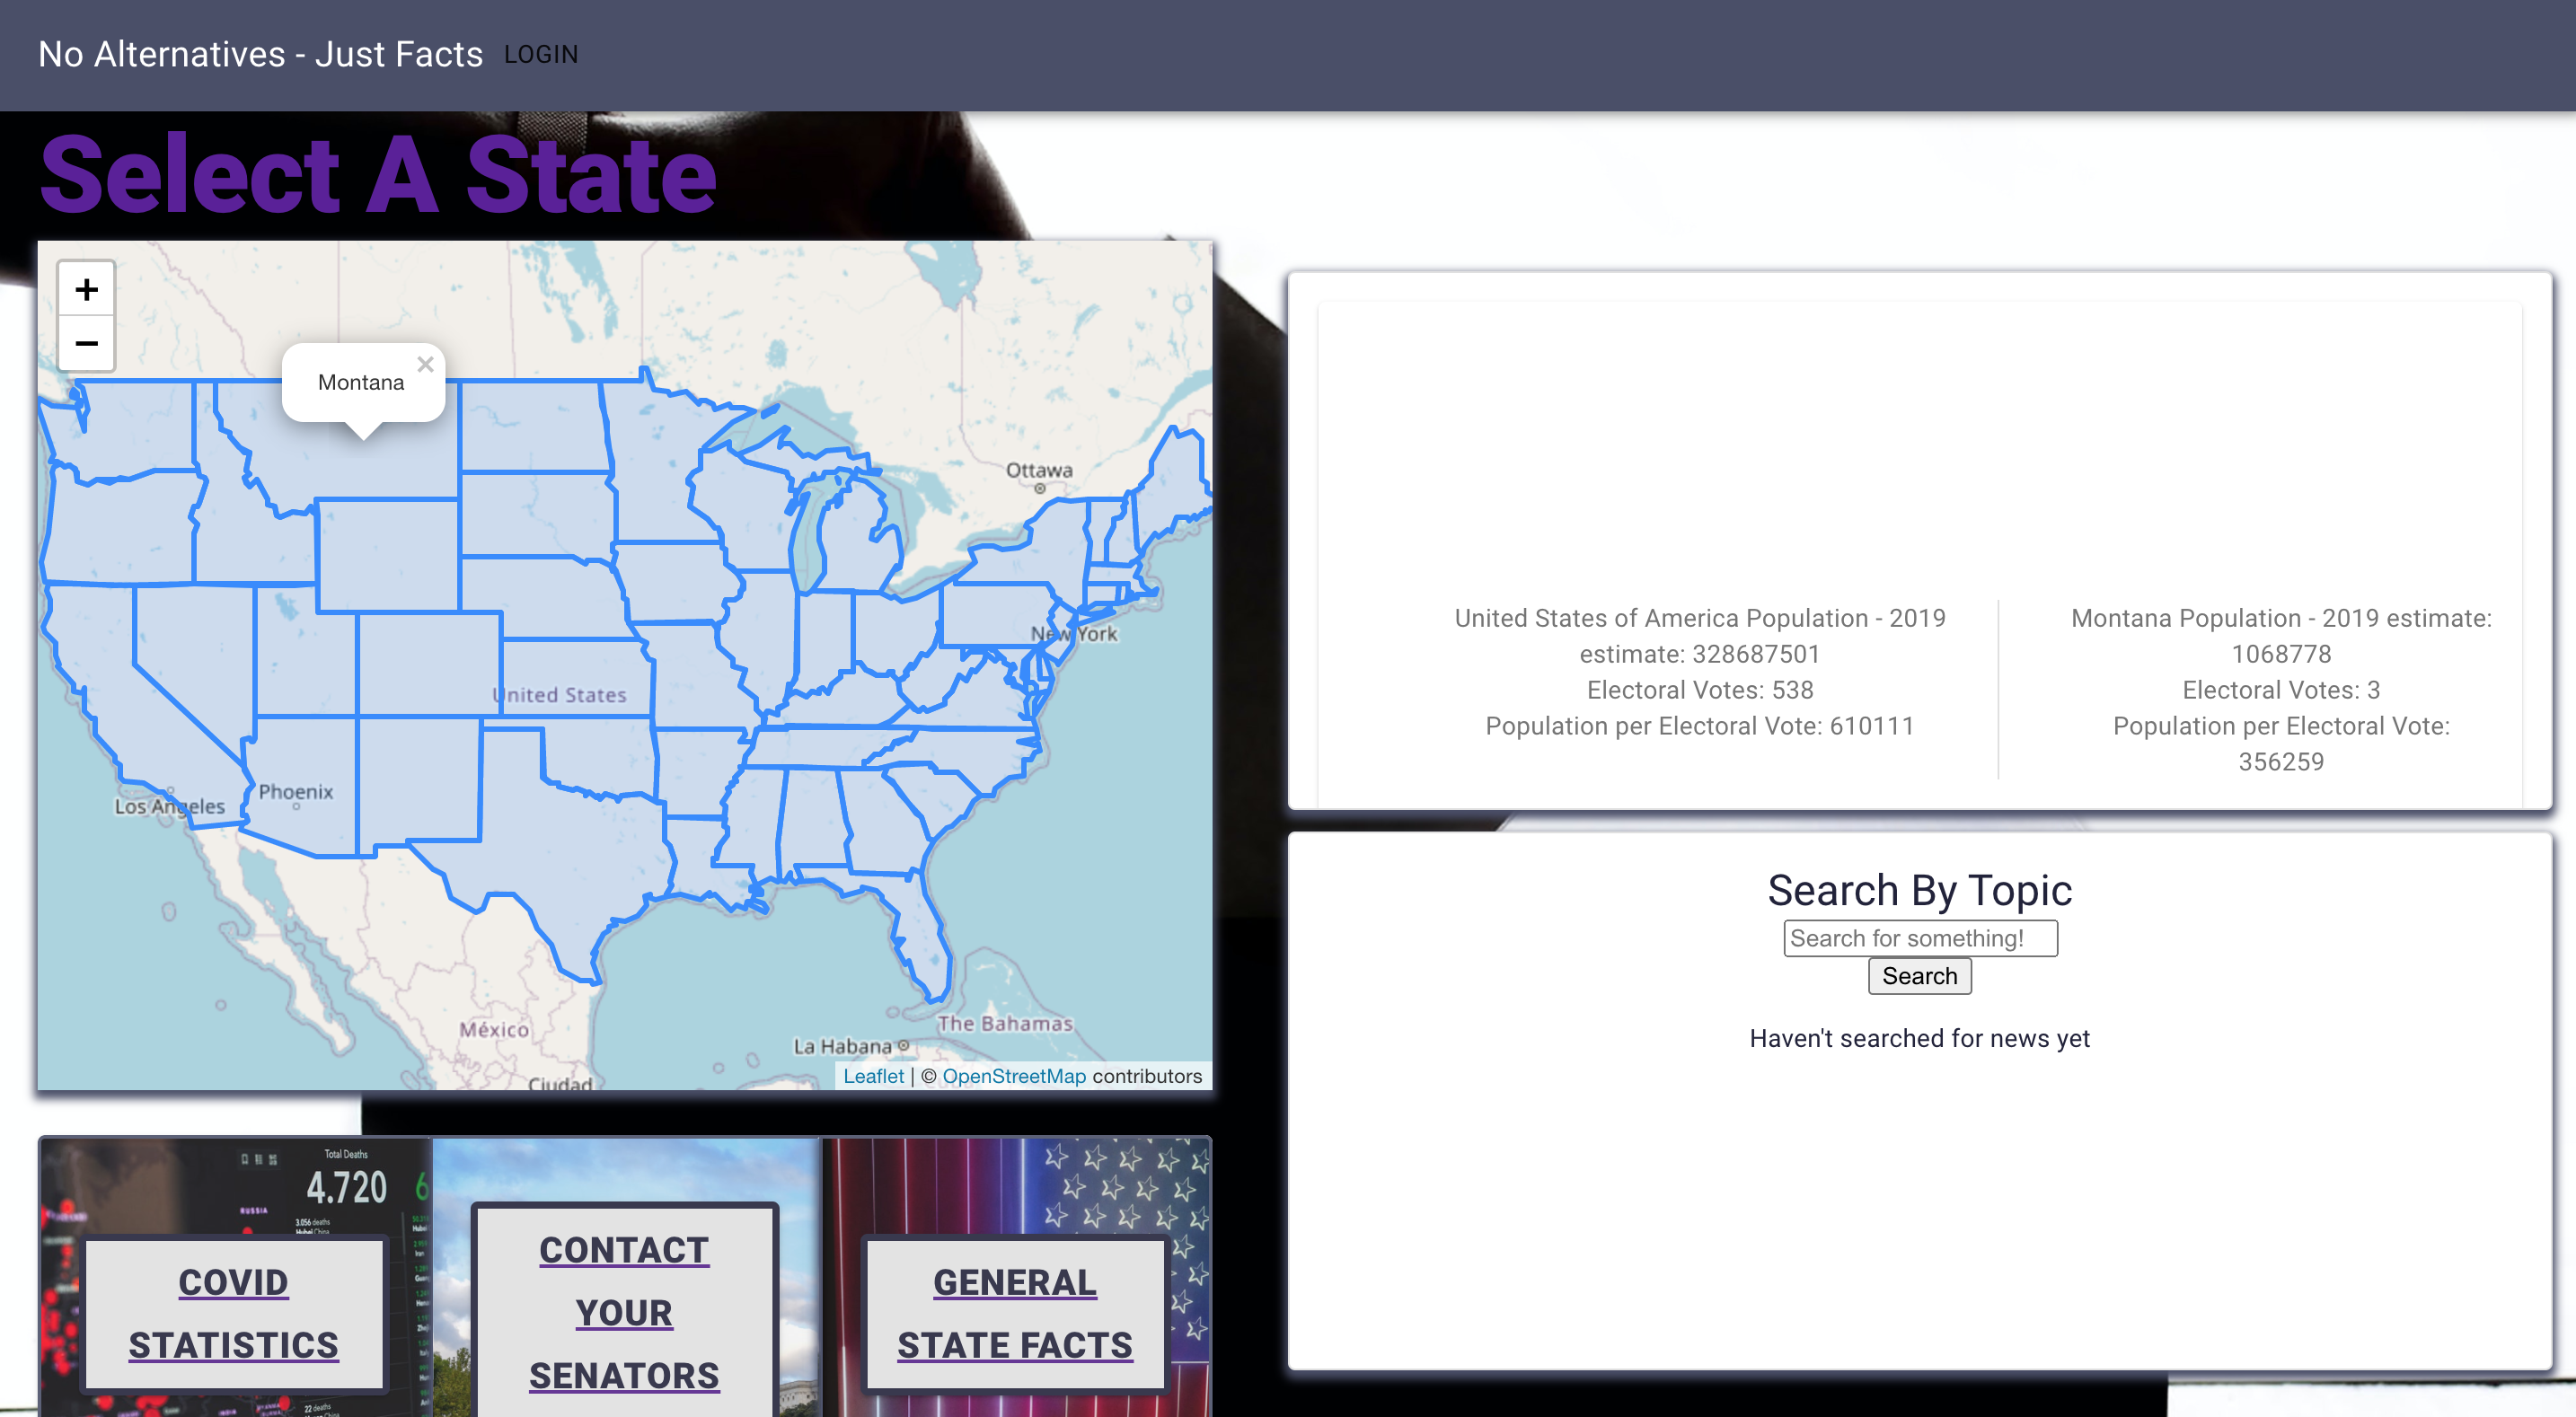 No Alternatives - Just Facts LOGIN
Select A State
+
−
Montana
×
Ottawa
New York
United States
Los Angeles
Phoenix
México
The Bahamas
La Habana
Ciudad
Leaflet | © OpenStreetMap contributors
United States of America Population - 2019
estimate: 328687501
Electoral Votes: 538
Population per Electoral Vote: 610111
Montana Population - 2019 estimate:
1068778
Electoral Votes: 3
Population per Electoral Vote:
356259
Search By Topic
Search for something!
Search
Haven't searched for news yet
Total Deaths
4.720
6
RUSSIA
3.056 deaths
Hubei China
COVID
STATISTICS
22 deaths
INDIA
CONTACT
YOUR
SENATORS
GENERAL
STATE FACTS